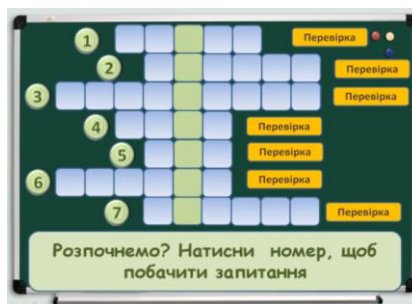 1 Перевірка
2 Перевірка
3 Перевірка
4 Перевірка
5 Перевірка
6 Перевірка
7 Перевірка
Розпочнемо? Натисни номер, щоб
побачити запитання